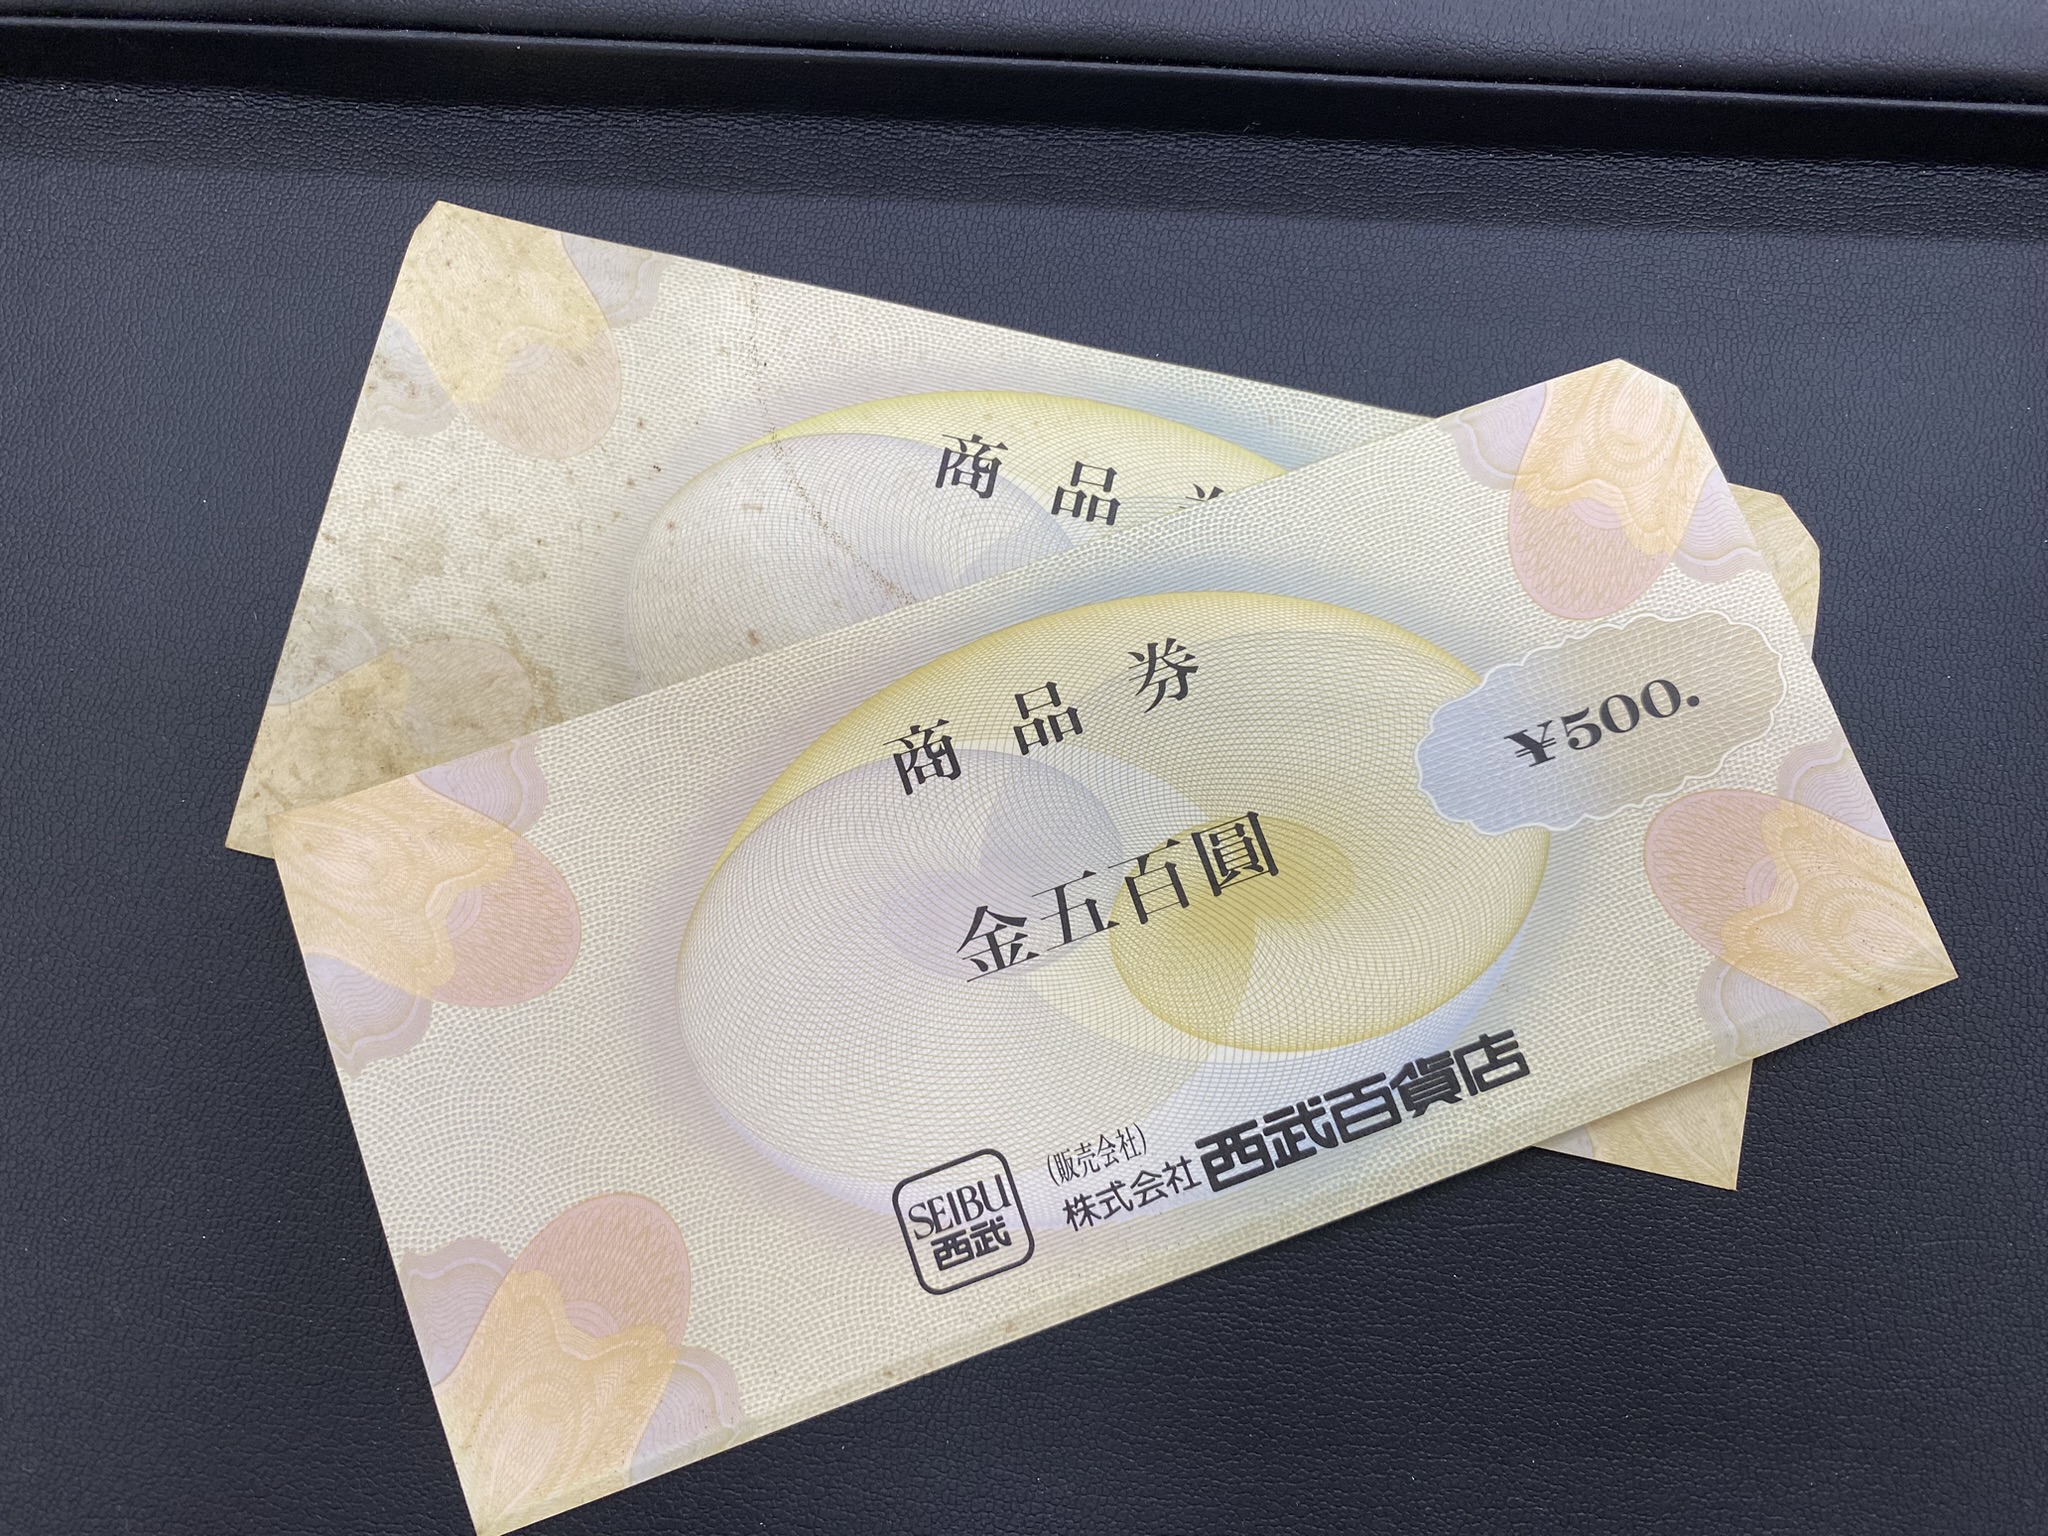 商品
商品券
¥500.
金五百圓
SEIBU
西武
(販売会社)
株式会社西武百貨店